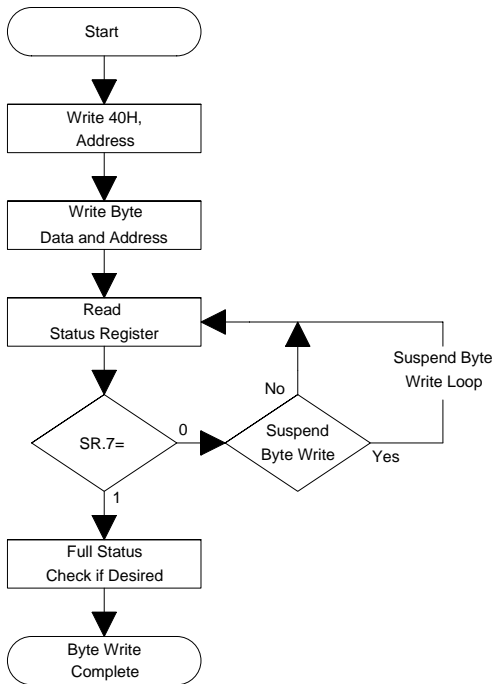 Start
Write 40H,
Address
Write Byte
Data and Address
Read
Status Register
Suspend Byte
Write Loop
No
SR.7=
0
Suspend
Byte Write
Yes
1
Full Status
Check if Desired
Byte Write
Complete